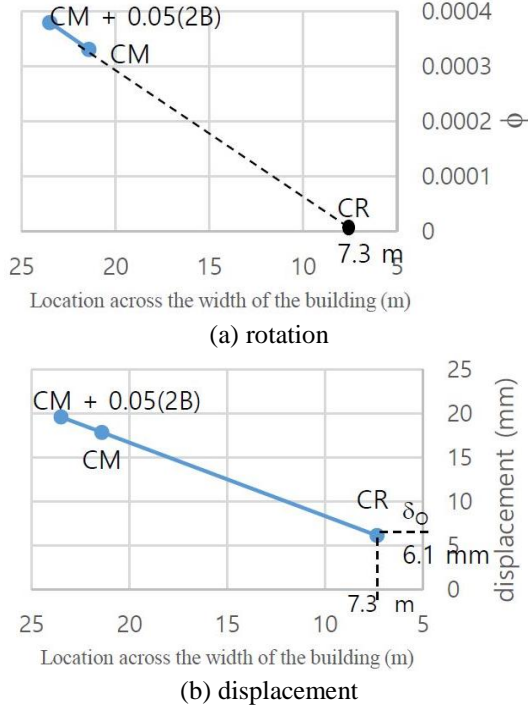 CM + 0.05(2B)
0.0004
CM
0.0003
0.0002
ϕ
0.0001
CR
0
7.3 m
25 20 15 10 5
Location across the width of the building (m)
(a) rotation
25
CM + 0.05(2B)
20
CM
15
CR
δO
10
6.1 mm
5
displacement (mm)
0
7.3 m
25 20 15 10 5
Location across the width of the building (m)
(b) displacement